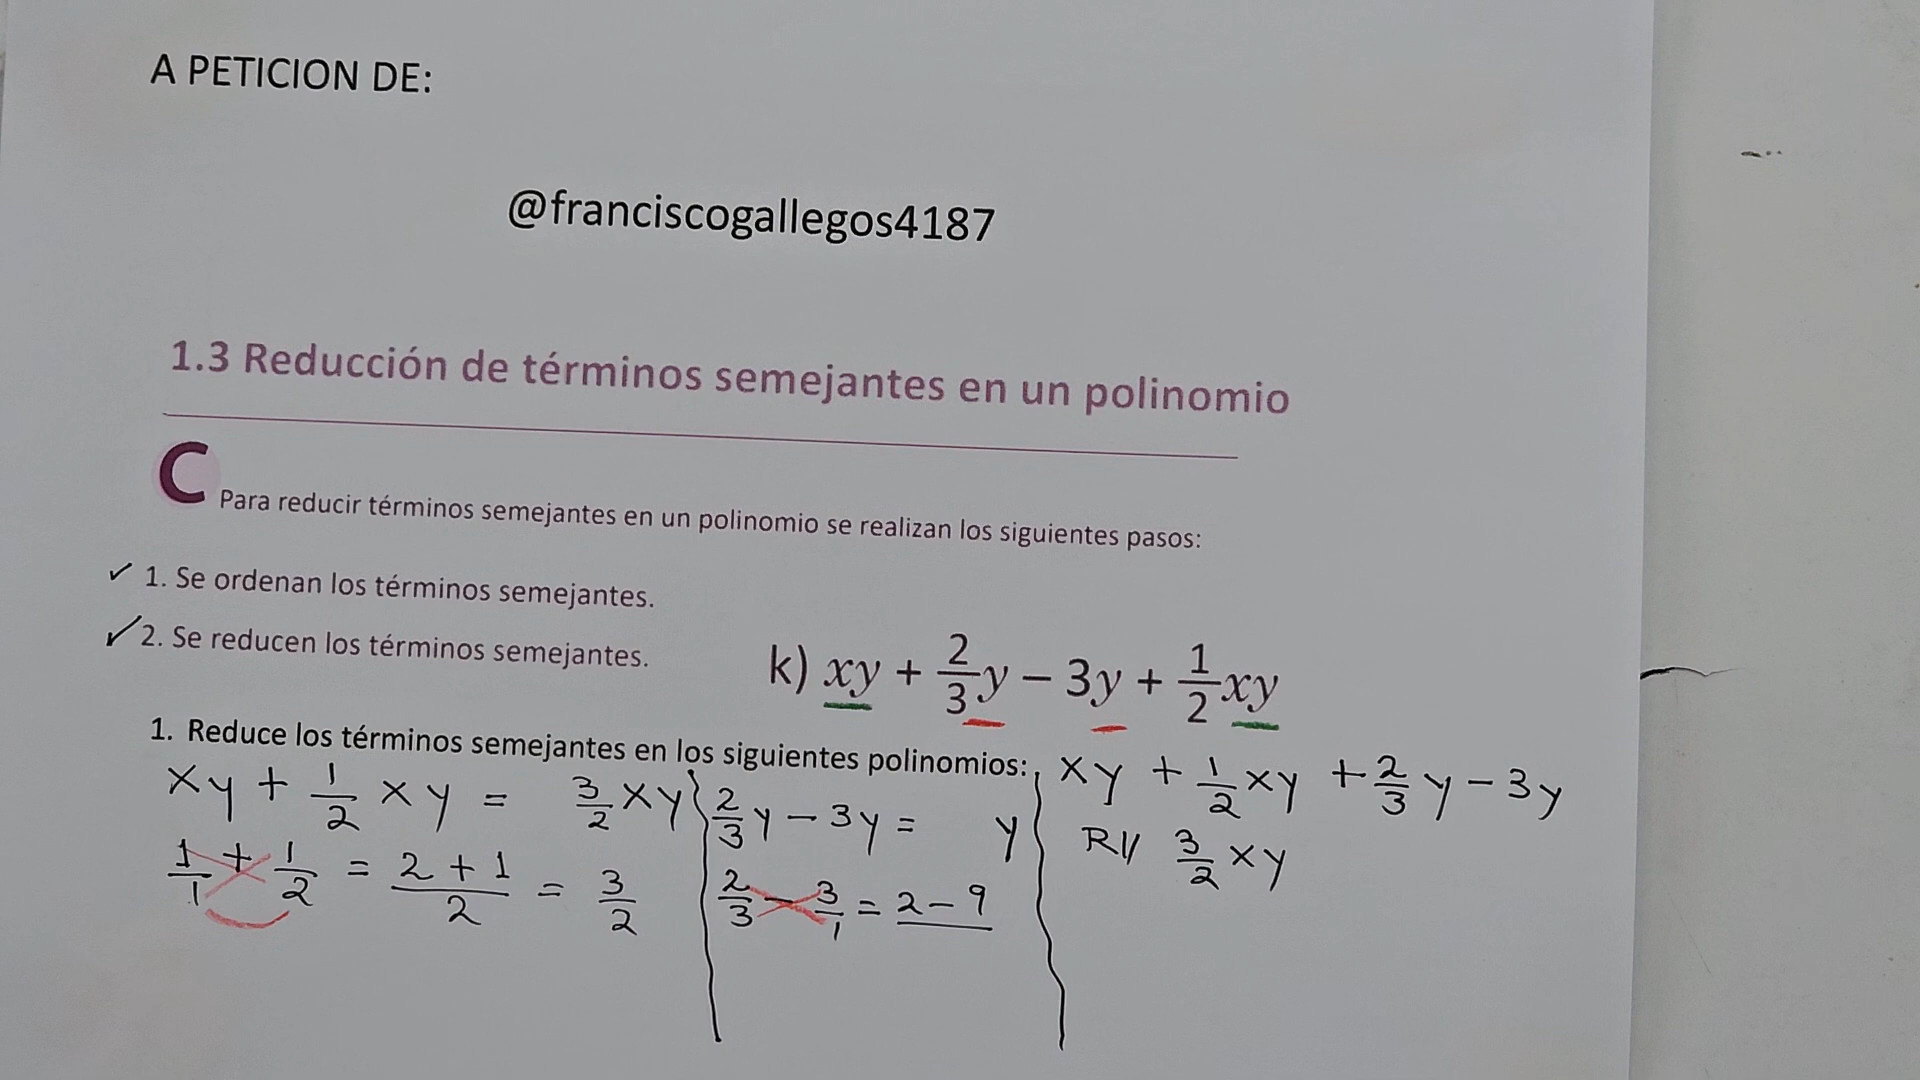 A PETICION DE:
@franciscogallegos4187
1.3 Reducción de términos semejantes en un polinomio
C Para reducir términos semejantes en un polinomio se realizan los siguientes pasos:
✓ 1. Se ordenan los términos semejantes.
✓ 2. Se reducen los términos semejantes.
k) xy + 2/3 y − 3y + 1/2 xy
1. Reduce los términos semejantes en los siguientes polinomios:
xy + 1/2 xy = 3/2 xy
1/1 + 1/2 = 2 + 1 / 2 = 3/2
2/3 y − 3y = y
2/3 − 3/1 = 2 − 9
xy + 1/2 xy + 2/3 y − 3y
R// 3/2 xy